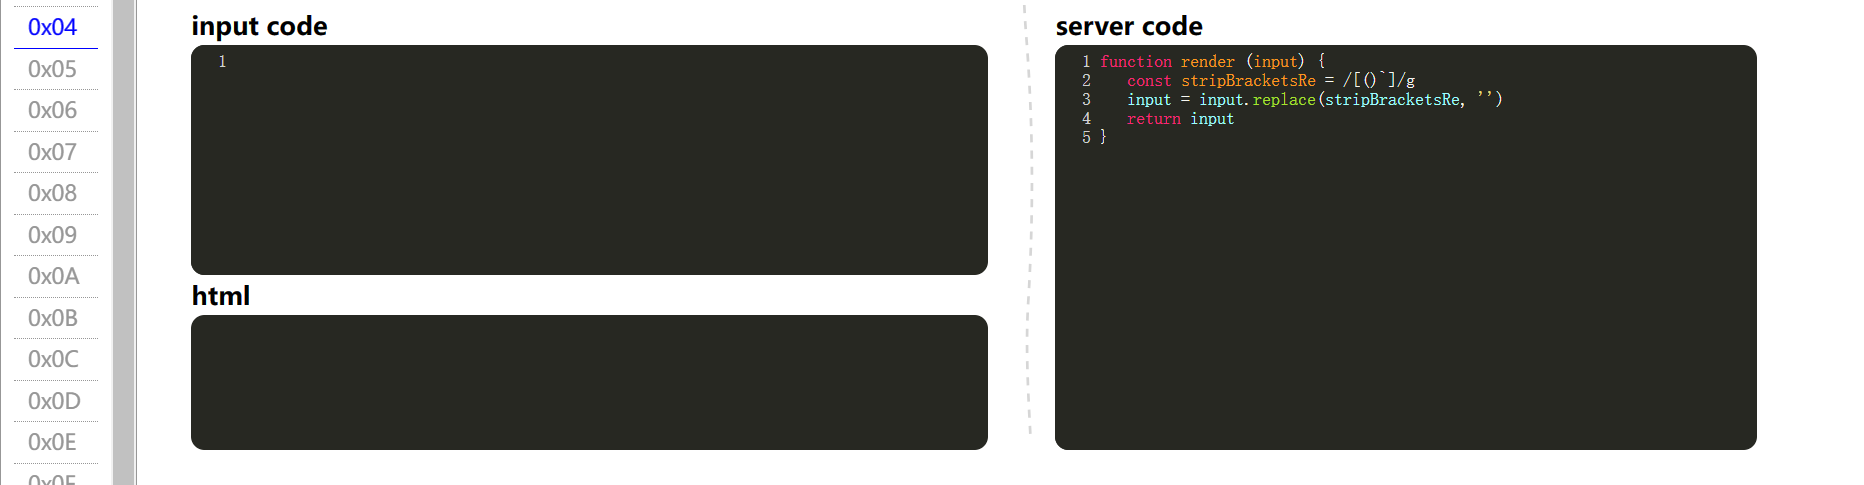 0x04
0x05
0x06
0x07
0x08
0x09
0x0A
0x0B
0x0C
0x0D
0x0E
input code
1
html
server code
1 function render (input) {
2 const stripBracketsRe = /[()`]/g
3 input = input.replace(stripBracketsRe, '')
4 return input
5 }